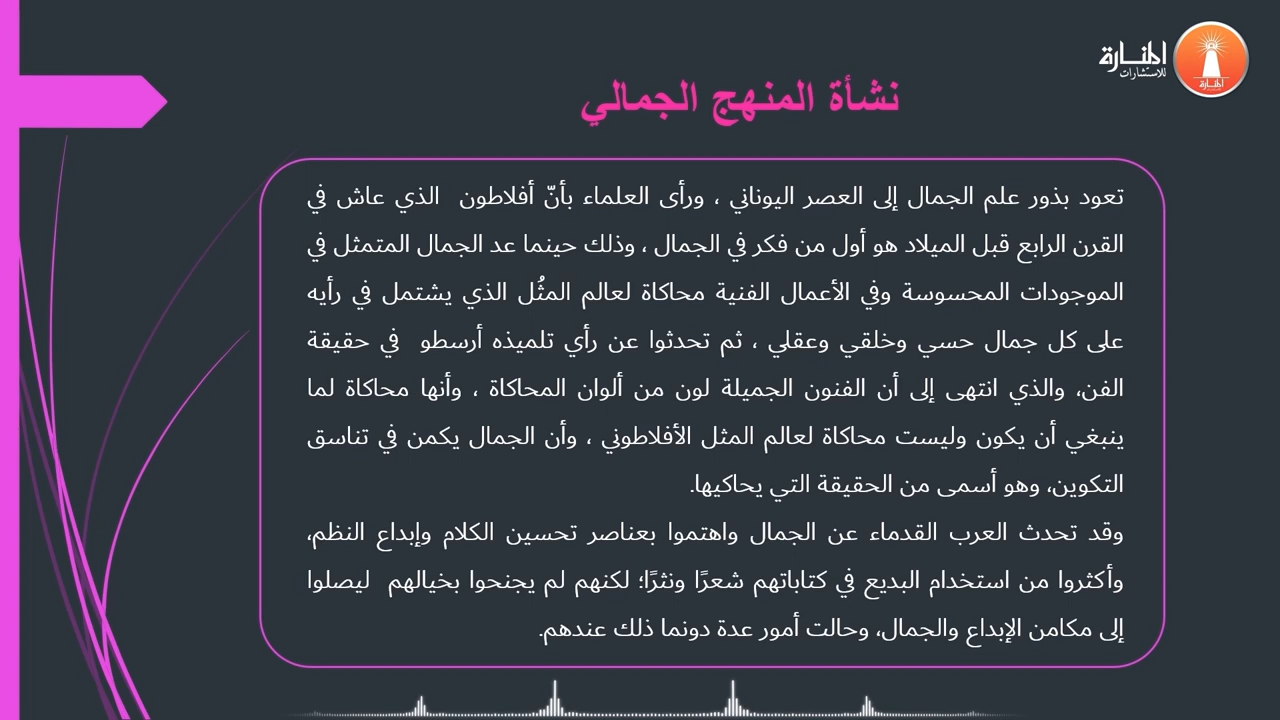 المنارة
للاستشارات
المنارة
نشأة المنهج الجمالي
تعود بذور علم الجمال إلى العصر اليوناني ، ورأى العلماء بأنّ أفلاطون الذي عاش في
القرن الرابع قبل الميلاد هو أول من فكر في الجمال ، وذلك حينما عد الجمال المتمثل في
الموجودات المحسوسة وفي الأعمال الفنية محاكاة لعالم المثُل الذي يشتمل في رأيه
على كل جمال حسي وخلقي وعقلي ، ثم تحدثوا عن رأي تلميذه أرسطو في حقيقة
الفن، والذي انتهى إلى أن الفنون الجميلة لون من ألوان المحاكاة ، وأنها محاكاة لما
ينبغي أن يكون وليست محاكاة لعالم المثل الأفلاطوني ، وأن الجمال يكمن في تناسق
التكوين، وهو أسمى من الحقيقة التي يحاكيها.
وقد تحدث العرب القدماء عن الجمال واهتموا بعناصر تحسين الكلام وإبداع النظم،
وأكثروا من استخدام البديع في كتاباتهم شعرًا ونثرًا؛ لكنهم لم يجنحوا بخيالهم ليصلوا
إلى مكامن الإبداع والجمال، وحالت أمور عدة دونما ذلك عندهم.